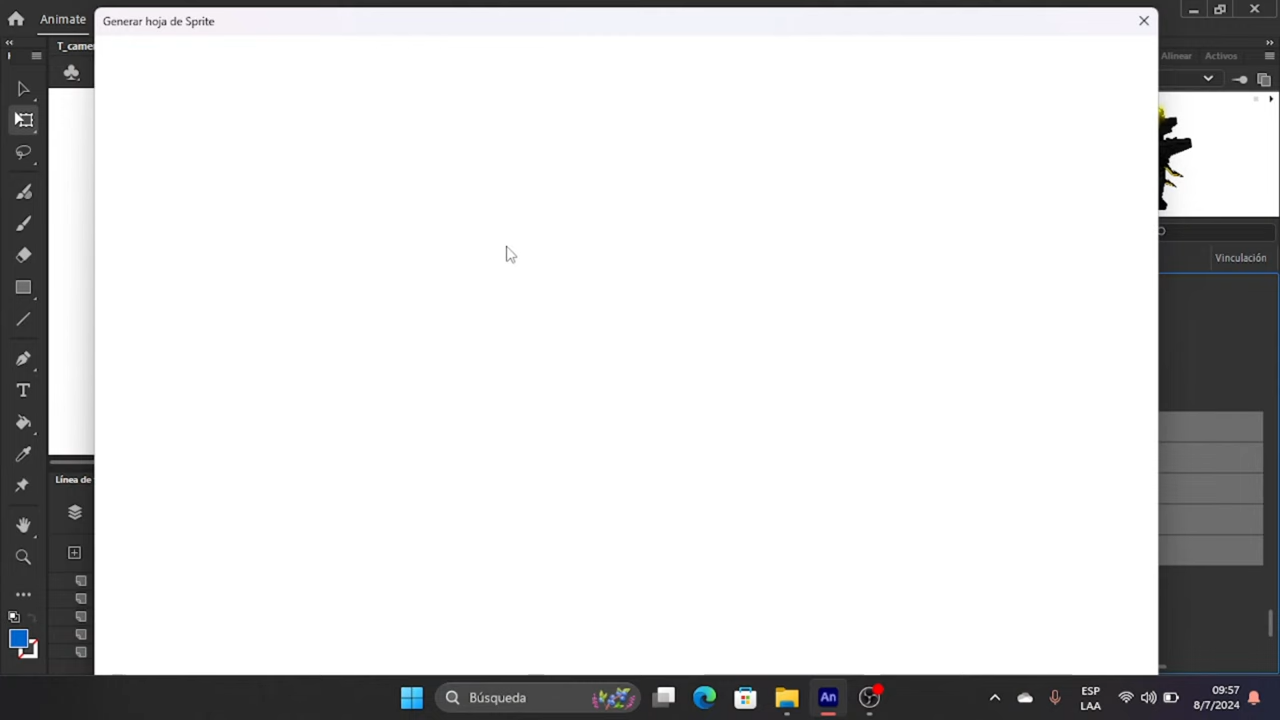 Animate
Generar hoja de Sprite
T_came
Alinear
Activos
Vinculación
Línea de
Búsqueda
An
ESP
LAA
09:57
8/7/2024